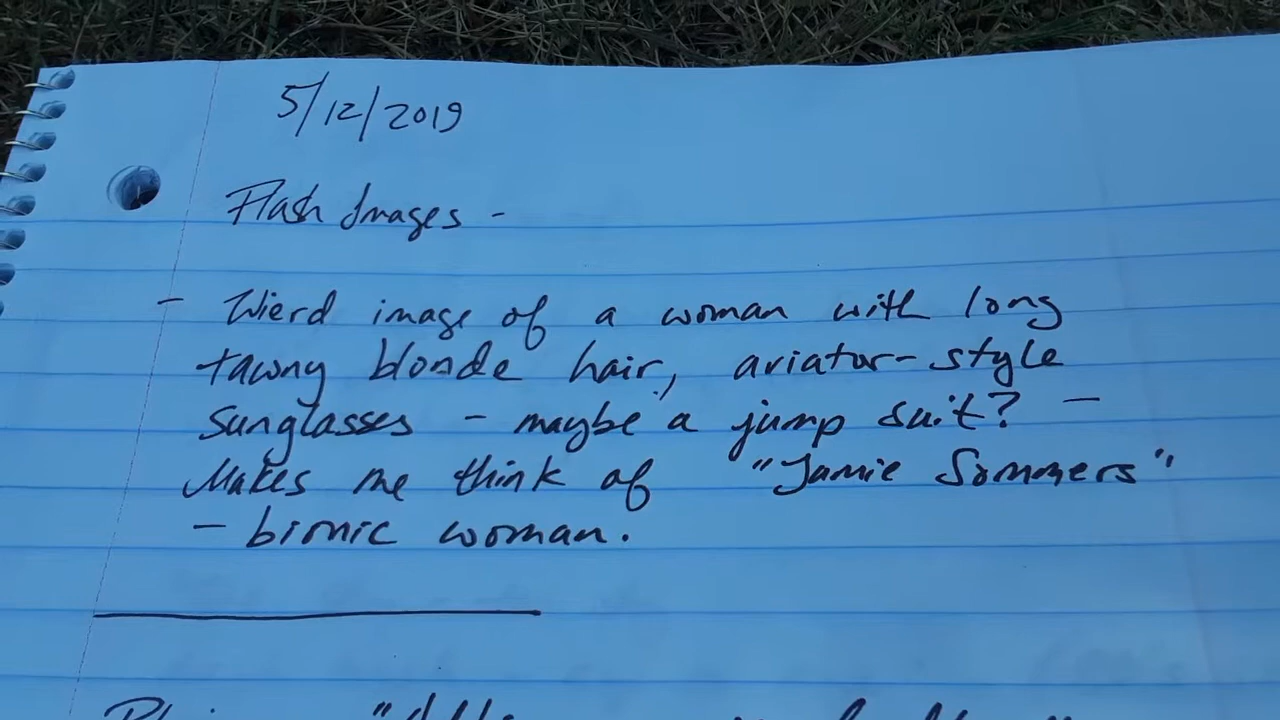 5/12/2019
Flash Images -
- Wierd image of a woman with long
tawny blonde hair, aviator-style
sunglasses - maybe a jump suit? -
Makes me think of "Jamie Sommers"
- bionic woman.